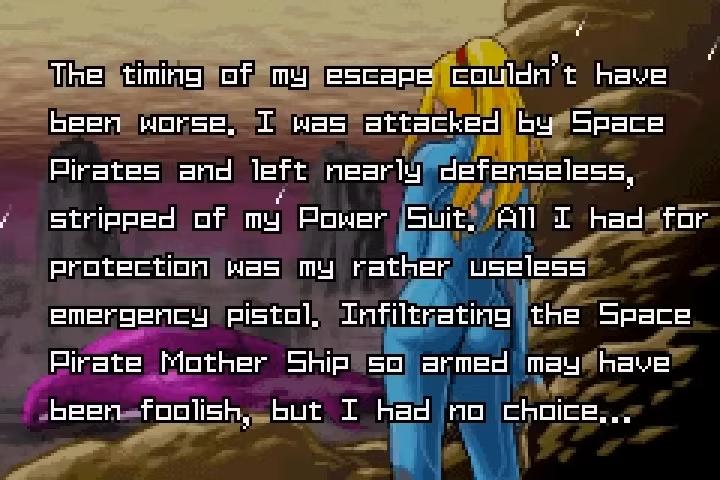 The timing of my escape couldn't have
been worse. I was attacked by Space
Pirates and left nearly defenseless,
stripped of my Power Suit. All I had for
protection was my rather useless
emergency pistol. Infiltrating the Space
Pirate Mother Ship so armed may have
been foolish, but I had no choice...